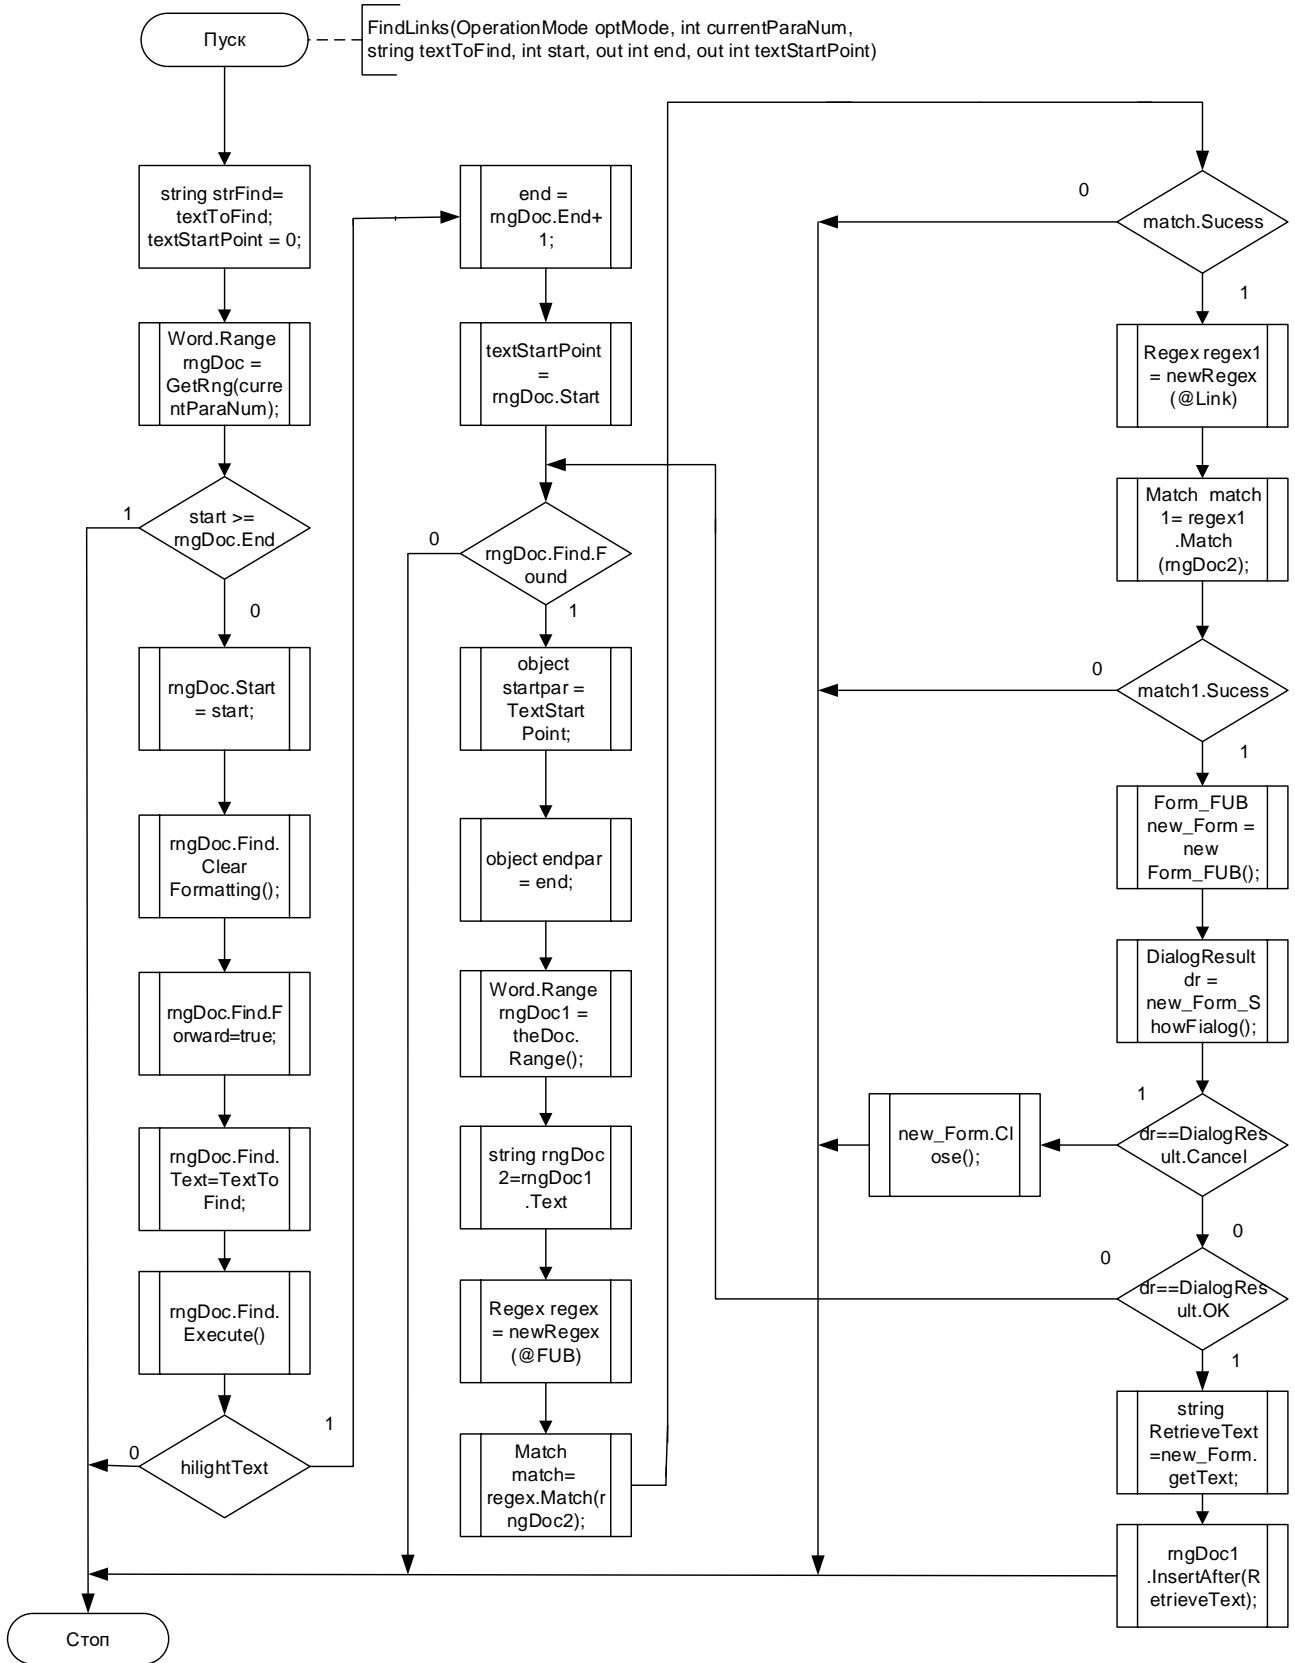 Пуск
FindLinks(OperationMode optMode, int currentParaNum,
string textToFind, int start, out int end, out int textStartPoint)
string strFind=
textToFind;
textStartPoint = 0;
Word.Range
rngDoc =
GetRng(curre
ntParaNum);
start >=
rngDoc.End
1
0
rngDoc.Start
= start;
rngDoc.Find.
Clear
Formatting();
rngDoc.Find.F
orward=true;
rngDoc.Find.
Text=TextTo
Find;
rngDoc.Find.
Execute()
hilightText
0
1
Стоп
end =
rngDoc.End+
1;
textStartPoint
=
rngDoc.Start
rngDoc.Find.F
ound
0
1
object
startpar =
TextStart
Point;
object endpar
= end;
Word.Range
rngDoc1 =
theDoc.
Range();
string rngDoc
2=rngDoc1
.Text
Regex regex
= newRegex
(@FUB)
Match
match=
regex.Match(r
ngDoc2);
match.Sucess
0
1
Regex regex1
= newRegex
(@Link)
Match match
1= regex1
.Match
(rngDoc2);
match1.Sucess
0
1
Form_FUB
new_Form =
new
Form_FUB();
DialogResult
dr =
new_Form_S
howFialog();
dr==DialogRes
ult.Cancel
1
0
new_Form.Cl
ose();
dr==DialogRes
ult.OK
0
1
string
RetrieveText
=new_Form.
getText;
rngDoc1
.InsertAfter(R
etrieveText);